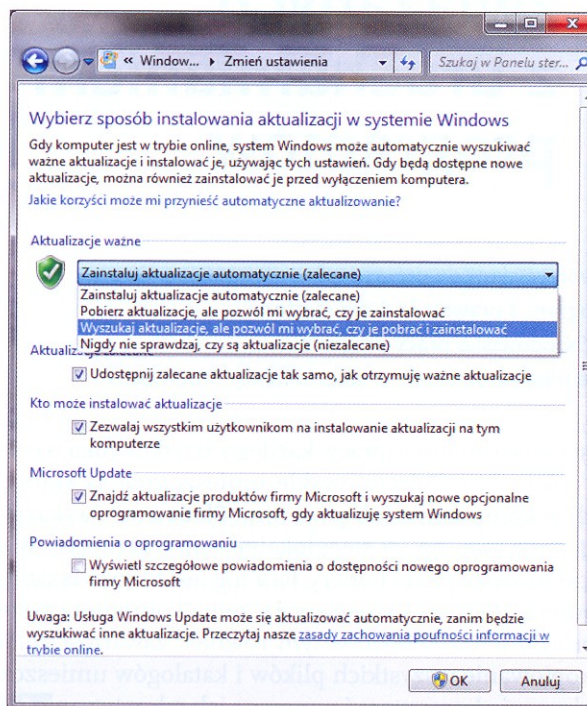 « Window... ▸ Zmień ustawienia
Szukaj w Panelu ster...
Wybierz sposób instalowania aktualizacji w systemie Windows
Gdy komputer jest w trybie online, system Windows może automatycznie wyszukiwać
ważne aktualizacje i instalować je, używając tych ustawień. Gdy będą dostępne nowe
aktualizacje, można również zainstalować je przed wyłączeniem komputera.
Jakie korzyści może mi przynieść automatyczne aktualizowanie?
Aktualizacje ważne
Zainstaluj aktualizacje automatycznie (zalecane)
Zainstaluj aktualizacje automatycznie (zalecane)
Pobierz aktualizacje, ale pozwól mi wybrać, czy je zainstalować
Wyszukaj aktualizacje, ale pozwól mi wybrać, czy je pobrać i zainstalować
Nigdy nie sprawdzaj, czy są aktualizacje (niezalecane)
Udostępnij zalecane aktualizacje tak samo, jak otrzymuję ważne aktualizacje
Kto może instalować aktualizacje
Zezwalaj wszystkim użytkownikom na instalowanie aktualizacji na tym
komputerze
Microsoft Update
Znajdź aktualizacje produktów firmy Microsoft i wyszukaj nowe opcjonalne
oprogramowanie firmy Microsoft, gdy aktualizuję system Windows
Powiadomienia o oprogramowaniu
Wyświetl szczegółowe powiadomienia o dostępności nowego oprogramowania
firmy Microsoft
Uwaga: Usługa Windows Update może się aktualizować automatycznie, zanim będzie
wyszukiwać inne aktualizacje. Przeczytaj nasze zasady zachowania poufności informacji w
trybie online.
OK Anuluj